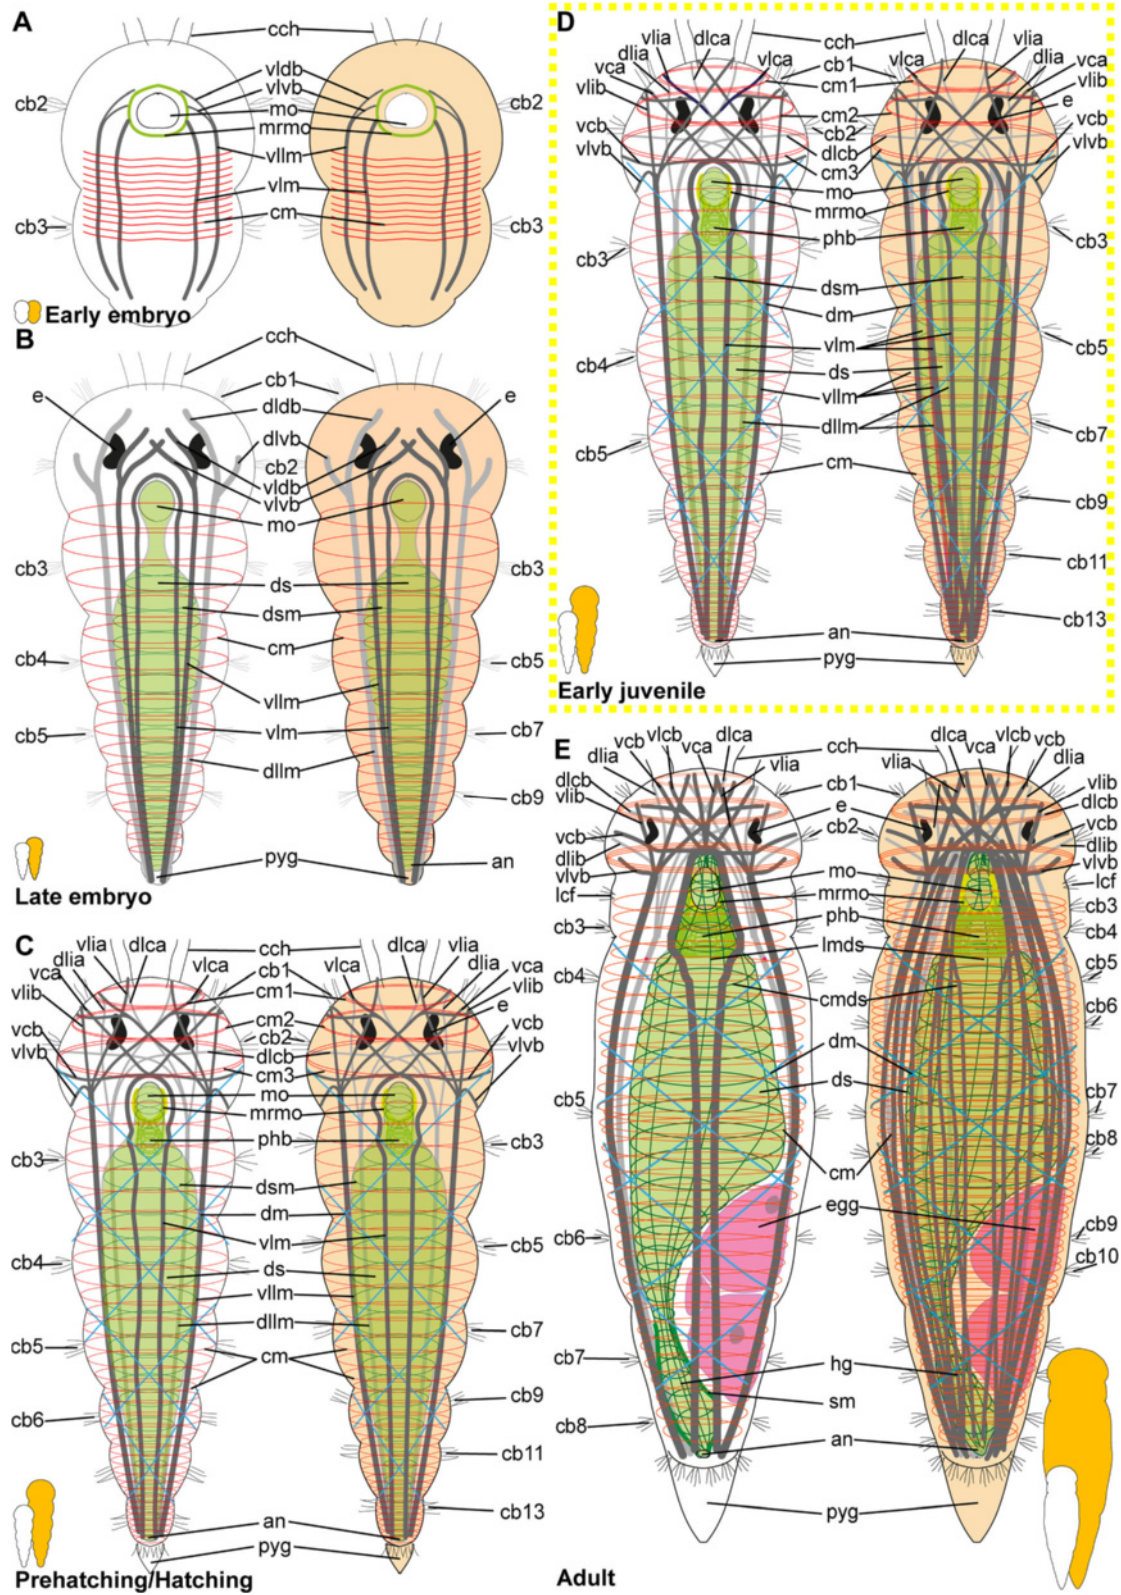 A
cch
vldb
vlvb
mo
mrmo
vllm
vlm
cm
cb2
cb2
cb3
cb3
Early embryo
B
cch
cb1
e
e
dldb
dlvb
cb2
vldb
vlvb
mo
cb3
cb3
ds
dsm
cm
cb4
cb5
vllm
vlm
cb5
cb7
dllm
cb9
pyg
an
Late embryo
C
vlia
dlca
cch
dlca
vlia
dlia
vlca
cb1
vlca
dlia
vca
vca
vlib
cm1
vlib
e
cm2
vcb
cb2
vcb
vlvb
dlcb
vlvb
cm3
mo
mrmo
phb
cb3
cb3
dsm
dm
vlm
cb4
cb5
ds
vllm
dllm
cb5
cb7
cm
cb6
cb9
cb11
cb13
an
pyg
Prehatching/Hatching
D
vlia
dlca
cch
dlca
vlia
dlia
vlca
cb1
vlca
dlia
vca
vca
cm1
vlib
vlib
e
cm2
cb2
vcb
vcb
dlcb
vlvb
vlvb
cm3
mo
mrmo
phb
cb3
cb3
dsm
dm
vlm
cb4
cb5
ds
vllm
dllm
cb5
cb7
cm
cb9
cb11
cb13
an
pyg
Early juvenile
E
vlcb
dlca
cch
dlca
vlcb
vcb
vca
vca
vcb
dlia
vlia
vlia
dlia
dlcb
cb1
vlib
vlib
e
dlcb
vcb
cb2
vcb
dlib
dlib
vlvb
mo
vlvb
lcf
lcf
mrmo
cb3
cb3
phb
cb4
lmds
cb4
cb5
cmds
cb6
dm
ds
cb5
cb7
cb8
cm
egg
cb6
cb9
cb10
cb7
hg
sm
cb8
an
pyg
Adult